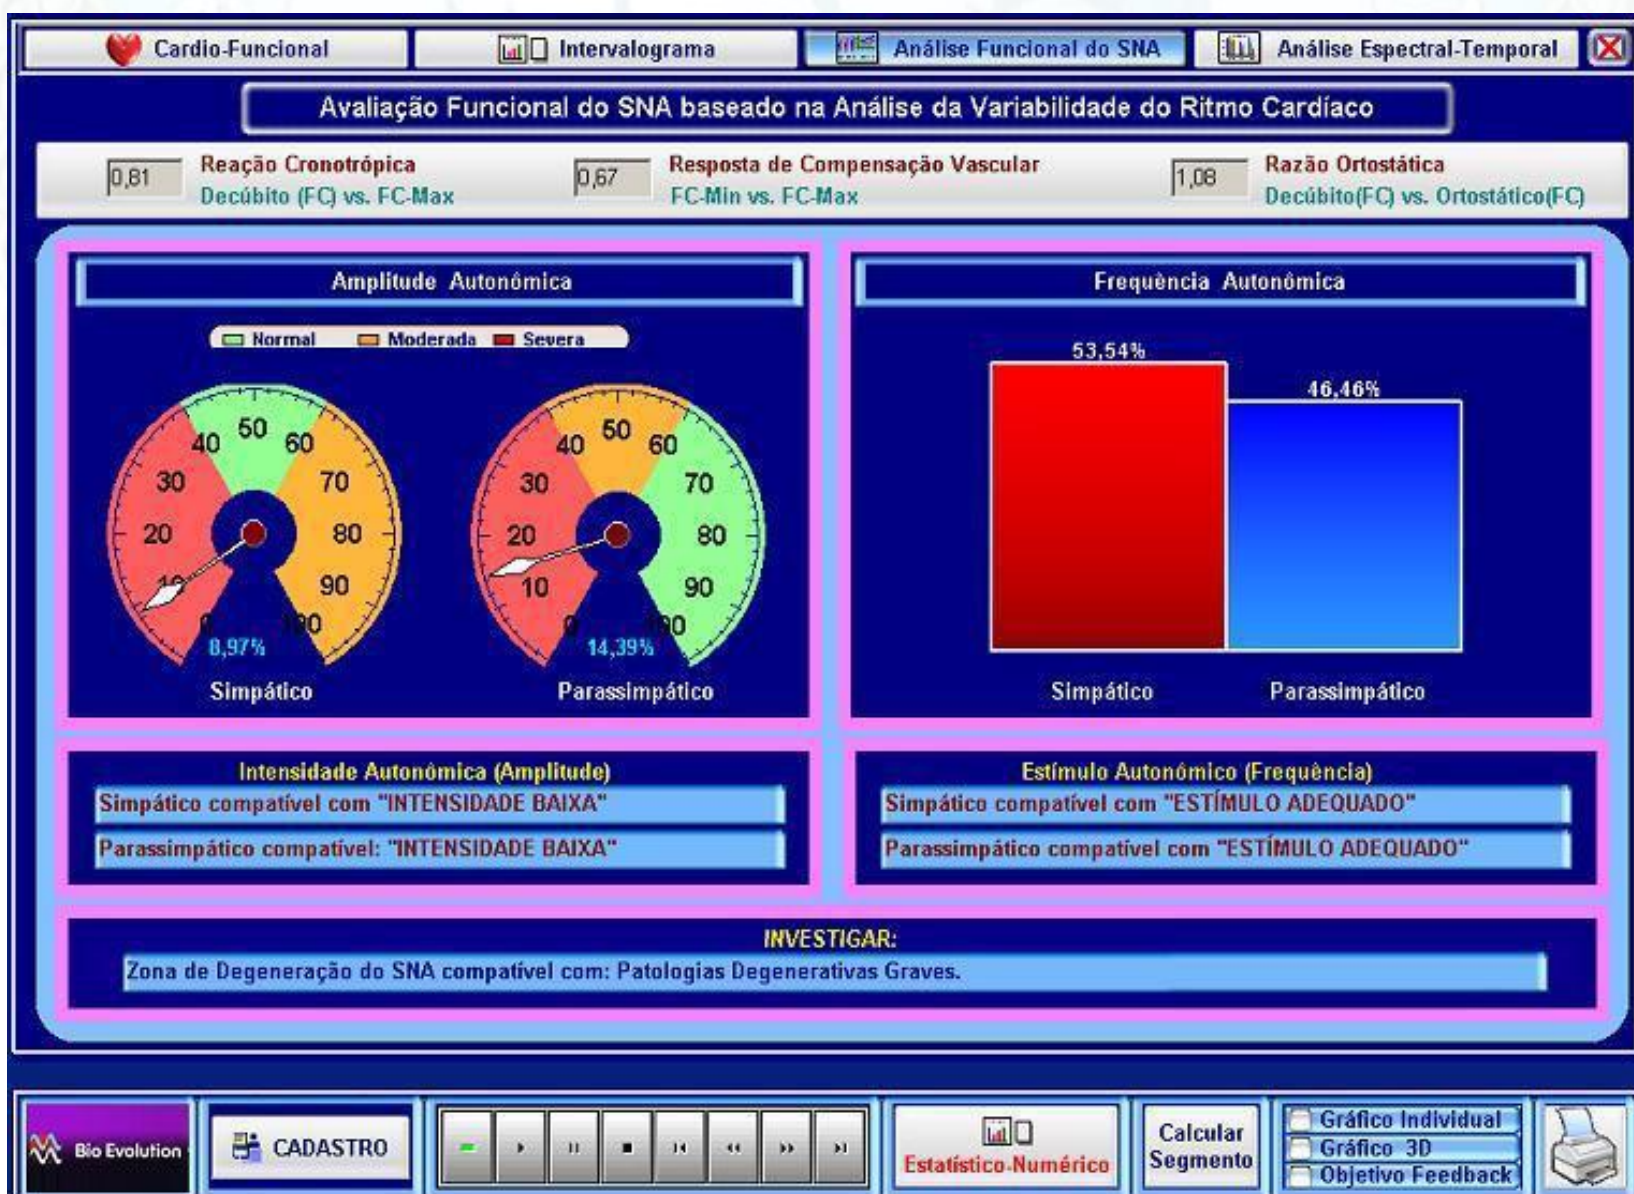 Cardio-Funcional
Intervalograma
Análise Funcional do SNA
Análise Espectral-Temporal
Avaliação Funcional do SNA baseado na Análise da Variabilidade do Ritmo Cardíaco
0,81
Reação Cronotrópica
Decúbito (FC) vs. FC-Max
0,67
Resposta de Compensação Vascular
FC-Min vs. FC-Max
1,08
Razão Ortostática
Decúbito(FC) vs. Ortostático(FC)
Amplitude Autonômica
Normal Moderada Severa
0 10 20 30 40 50 60 70 80 90 100
8,97%
Simpático
0 10 20 30 40 50 60 70 80 90 100
14,39%
Parassimpático
Frequência Autonômica
53,54%
46,46%
Simpático
Parassimpático
Intensidade Autonômica (Amplitude)
Simpático compatível com "INTENSIDADE BAIXA"
Parassimpático compatível: "INTENSIDADE BAIXA"
Estímulo Autonômico (Frequência)
Simpático compatível com "ESTÍMULO ADEQUADO"
Parassimpático compatível com "ESTÍMULO ADEQUADO"
INVESTIGAR:
Zona de Degeneração do SNA compatível com: Patologias Degenerativas Graves.
Bio Evolution
CADASTRO
Estatístico-Numérico
Calcular
Segmento
Gráfico Individual
Gráfico 3D
Objetivo Feedback